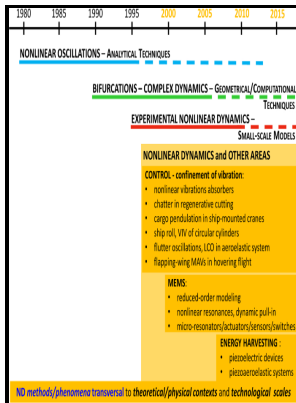 1980 1985 1990 1995 2000 2005 2010 2015
NONLINEAR OSCILLATIONS – ANALYTICAL TECHNIQUES
BIFURCATIONS – COMPLEX DYNAMICS – GEOMETRICAL/COMPUTATIONAL
TECHNIQUES
EXPERIMENTAL NONLINEAR DYNAMICS –
SMALL-SCALE MODELS
NONLINEAR DYNAMICS and OTHER AREAS
CONTROL - confinement of vibration:
• nonlinear vibrations absorbers
• chatter in regenerative cutting
• cargo pendulation in ship-mounted cranes
• ship roll, VIV of circular cylinders
• flutter oscillations, LCO in aeroelastic system
• flapping-wing MAVs in hovering flight
MEMS:
• reduced-order modeling
• nonlinear resonances, dynamic pull-in
• micro-resonators/actuators/sensors/switches
ENERGY HARVESTING :
• piezoelectric devices
• piezoaeroelastic systems
ND methods/phenomena transversal to theoretical/physical contexts and technological scales